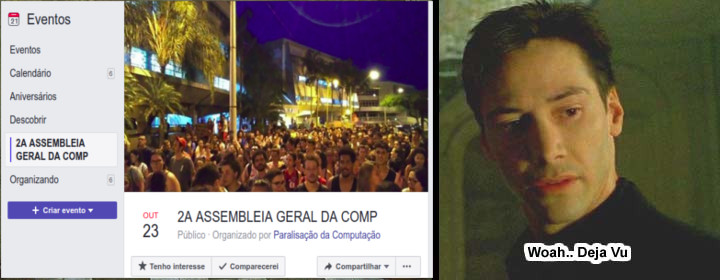 21 Eventos
Eventos
Calendário 6
Aniversários
Descobrir
2A ASSEMBLEIA
GERAL DA COMP
Organizando 6
+ Criar evento
OUT
23
2A ASSEMBLEIA GERAL DA COMP
Público · Organizado por Paralisação da Computação
Tenho interesse
Comparecerei
Compartilhar
Woah.. Deja Vu